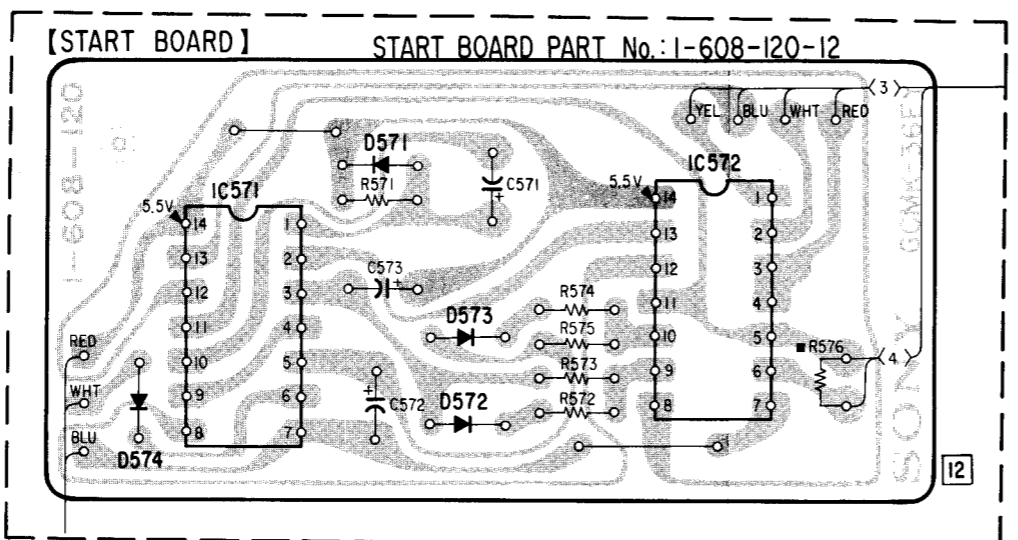 【START BOARD】
START BOARD PART No.: 1-608-120-12
1-608-120
YEL BLU WHT RED
3
D571
R571
C571
IC571
5.5V
14 1
13 2
12 3
11 4
10 5
9 6
8 7
IC572
5.5V
14 1
13 2
12 3
11 4
10 5
9 6
8 7
C573
D573
R574
R575
R573
R572
C572
D572
■R576
4
RED
WHT
BLU
D574
SONY
12